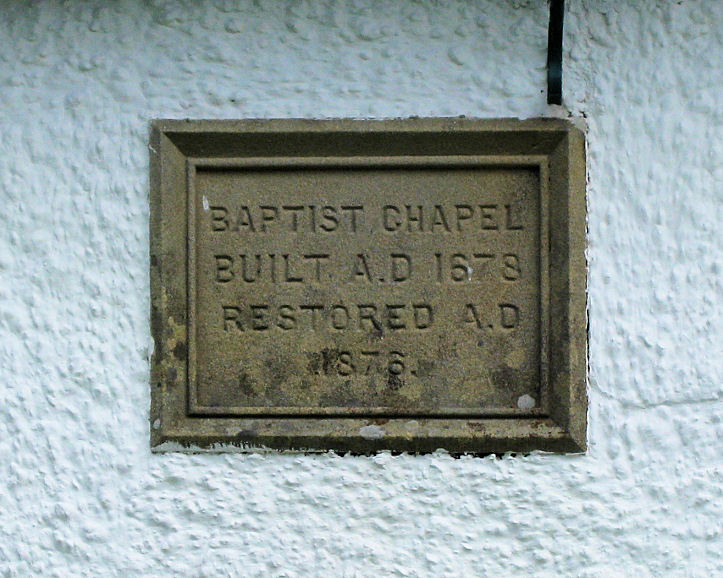 BAPTIST CHAPEL
BUILT A.D 1678
RESTORED A.D
1876.